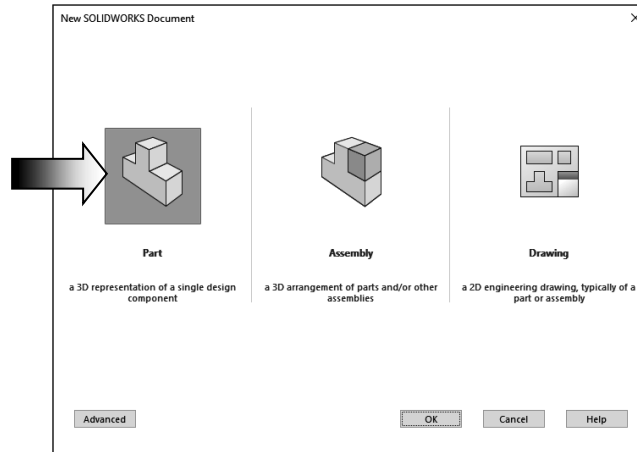 New SOLIDWORKS Document
Part
Assembly
Drawing
a 3D representation of a single design
component
a 3D arrangement of parts and/or other
assemblies
a 2D engineering drawing, typically of a
part or assembly
Advanced
OK
Cancel
Help